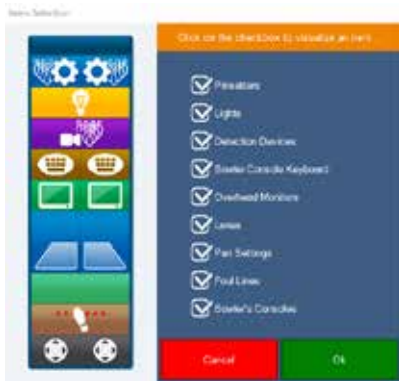 Items Selection
Click on the checkbox to visualize an item
Pinsetters
Lights
Detection Devices
Bowler Console Keyboard
Overhead Monitors
Lanes
Pair Settings
Foul Lines
Bowler's Consoles
Cancel
Ok